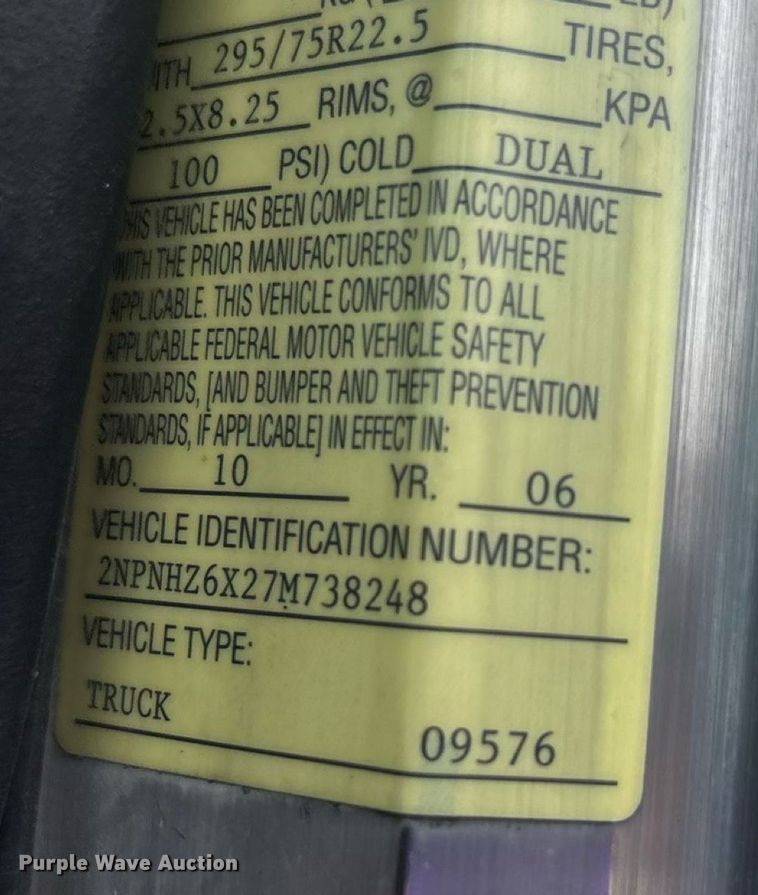 295/75R22.5 TIRES,
2.5X8.25 RIMS, @ KPA
100 PSI) COLD DUAL
THIS VEHICLE HAS BEEN COMPLETED IN ACCORDANCE
WITH THE PRIOR MANUFACTURERS' IVD, WHERE
APPLICABLE. THIS VEHICLE CONFORMS TO ALL
APPLICABLE FEDERAL MOTOR VEHICLE SAFETY
STANDARDS, [AND BUMPER AND THEFT PREVENTION
STANDARDS, IF APPLICABLE] IN EFFECT IN:
MO. 10 YR. 06
VEHICLE IDENTIFICATION NUMBER:
2NPNHZ6X27M738248
VEHICLE TYPE:
TRUCK
09576
Purple Wave Auction